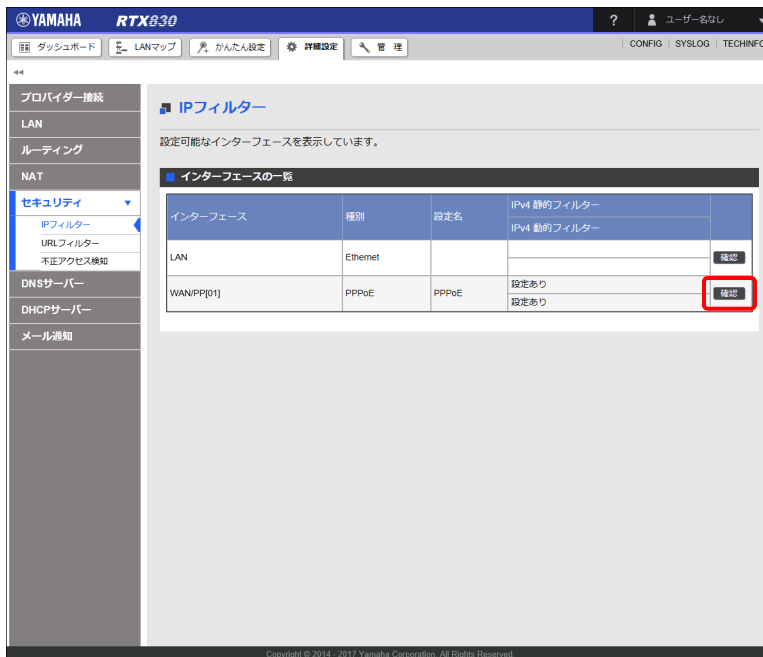 YAMAHA RTX830 ? ユーザー名なし
ダッシュボード LANマップ かんたん設定 詳細設定 管 理 CONFIG SYSLOG TECHINFO
プロバイダー接続
LAN
ルーティング
NAT
セキュリティ
IPフィルター
URLフィルター
不正アクセス検知
DNSサーバー
DHCPサーバー
メール通知
IPフィルター
設定可能なインターフェースを表示しています。
インターフェースの一覧
インターフェース 種別 設定名 IPv4 静的フィルター
IPv4 動的フィルター
LAN Ethernet 確認
WAN/PP[01] PPPoE PPPoE 設定あり 確認
設定あり
Copyright © 2014 - 2017 Yamaha Corporation. All Rights Reserved.